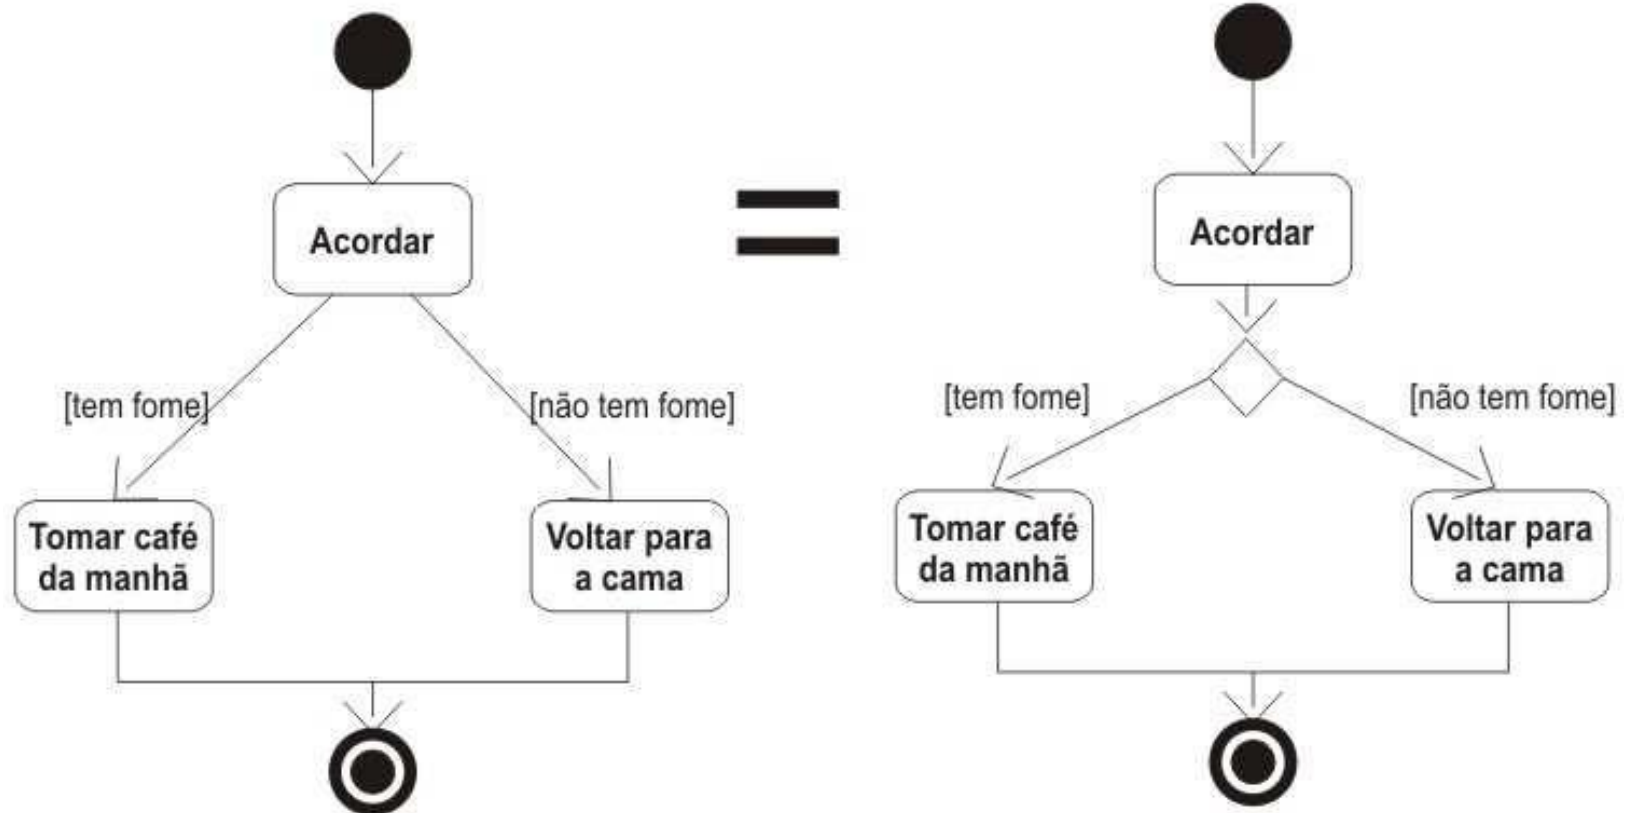 Acordar
[tem fome]
[não tem fome]
Tomar café
da manhã
Voltar para
a cama
Acordar
[tem fome]
[não tem fome]
Tomar café
da manhã
Voltar para
a cama